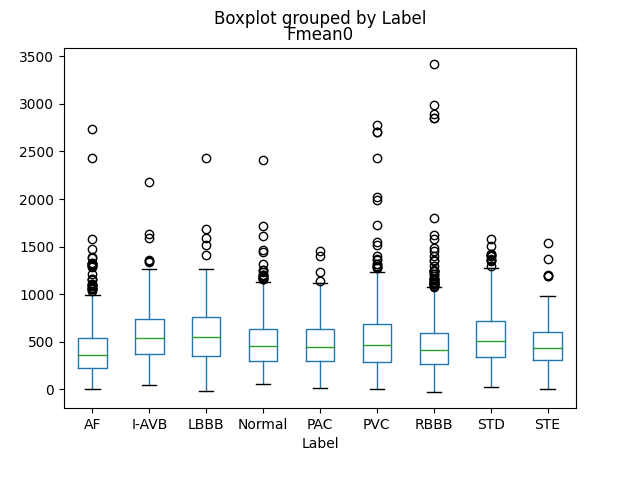 Boxplot grouped by Label
Fmean0
3500
3000
2500
2000
1500
1000
500
0
AF I-AVB LBBB Normal PAC PVC RBBB STD STE
Label